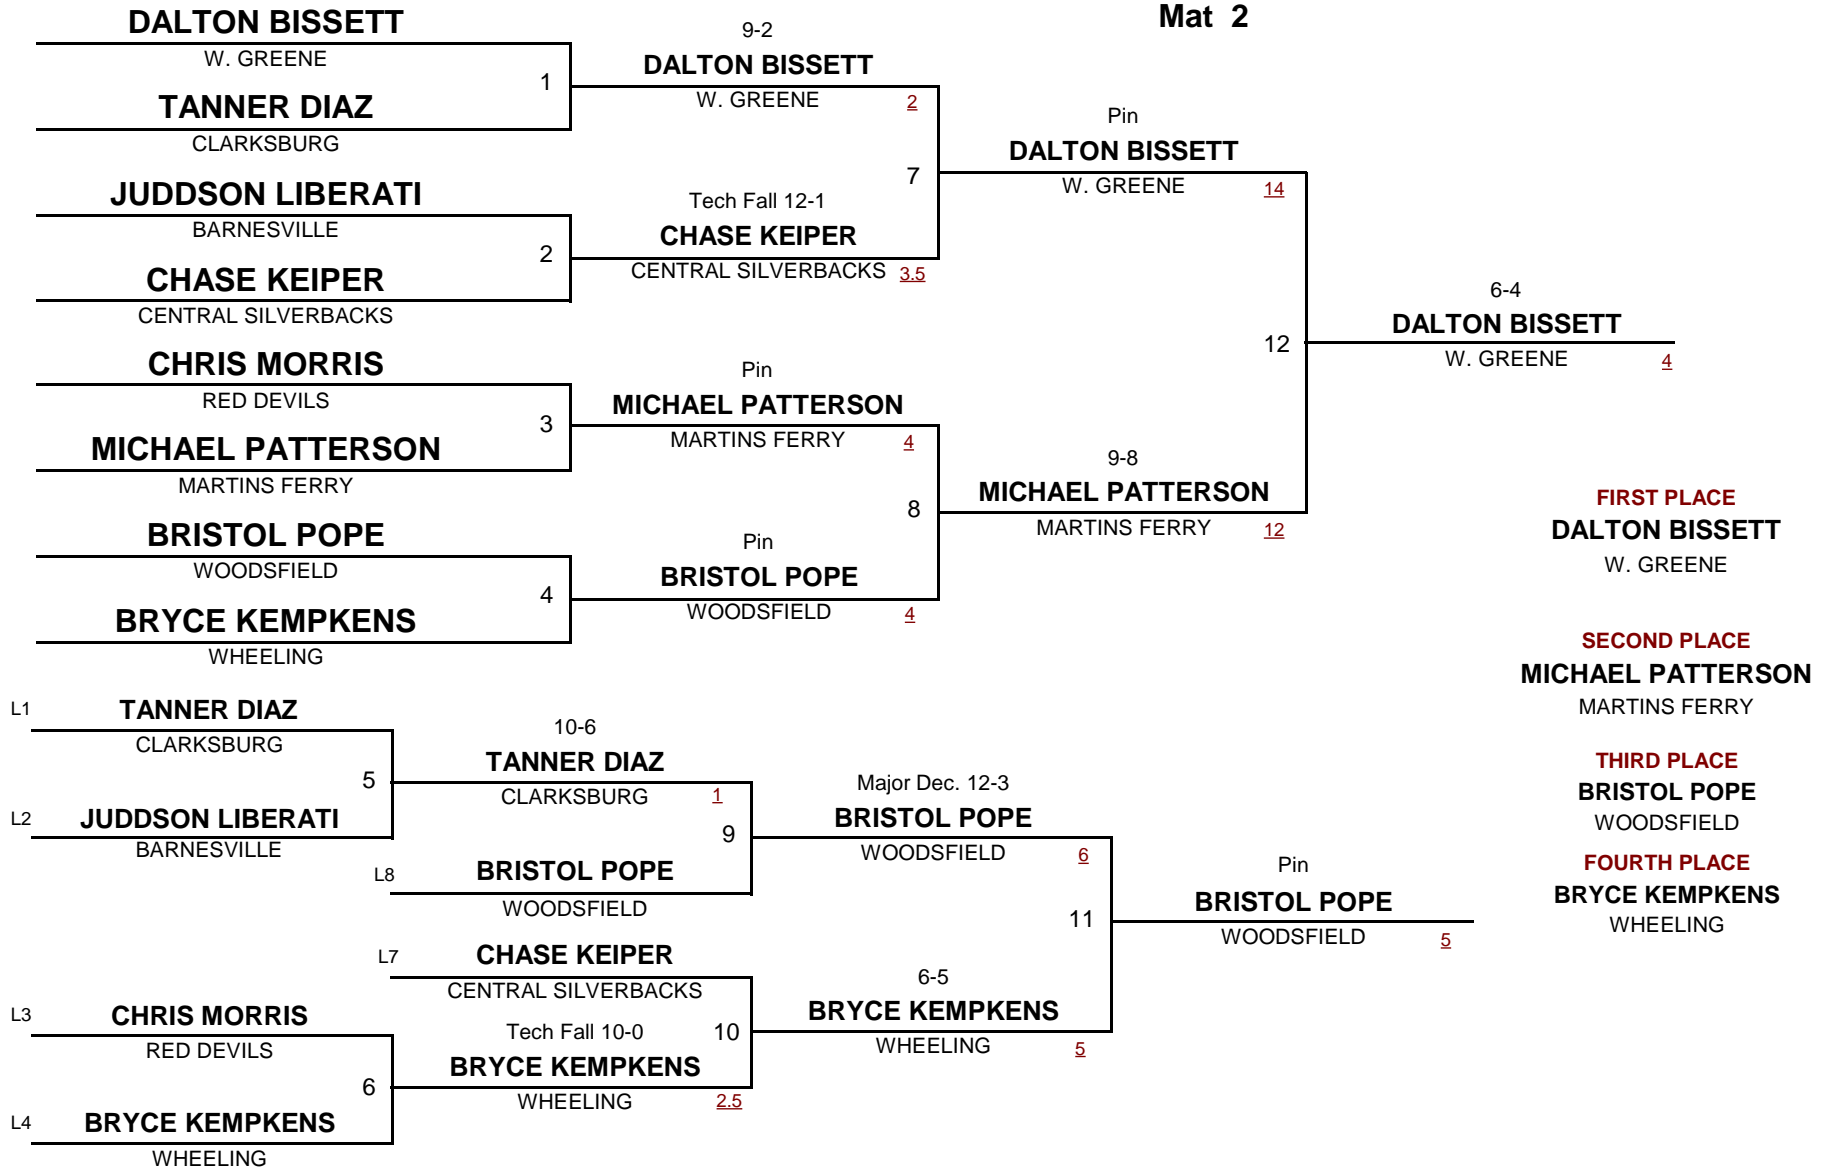 Mat 2
DALTON BISSETT
W. GREENE
1
TANNER DIAZ
CLARKSBURG
JUDDSON LIBERATI
BARNESVILLE
2
CHASE KEIPER
CENTRAL SILVERBACKS
CHRIS MORRIS
RED DEVILS
3
MICHAEL PATTERSON
MARTINS FERRY
BRISTOL POPE
WOODSFIELD
4
BRYCE KEMPKENS
WHEELING
9-2
DALTON BISSETT
W. GREENE 2
7
Tech Fall 12-1
CHASE KEIPER
CENTRAL SILVERBACKS 3.5
Pin
MICHAEL PATTERSON
MARTINS FERRY 4
8
Pin
BRISTOL POPE
WOODSFIELD 4
Pin
DALTON BISSETT
W. GREENE 14
12
9-8
MICHAEL PATTERSON
MARTINS FERRY 12
6-4
DALTON BISSETT
W. GREENE 4
FIRST PLACE
DALTON BISSETT
W. GREENE
SECOND PLACE
MICHAEL PATTERSON
MARTINS FERRY
THIRD PLACE
BRISTOL POPE
WOODSFIELD
FOURTH PLACE
BRYCE KEMPKENS
WHEELING
L1 TANNER DIAZ
CLARKSBURG
5
L2 JUDDSON LIBERATI
BARNESVILLE
L3 CHRIS MORRIS
RED DEVILS
6
L4 BRYCE KEMPKENS
WHEELING
10-6
TANNER DIAZ
CLARKSBURG 1
9
L8 BRISTOL POPE
WOODSFIELD
L7 CHASE KEIPER
CENTRAL SILVERBACKS
Tech Fall 10-0 10
BRYCE KEMPKENS
WHEELING 2.5
Major Dec. 12-3
BRISTOL POPE
WOODSFIELD 6
11
6-5
BRYCE KEMPKENS
WHEELING 5
Pin
BRISTOL POPE
WOODSFIELD 5